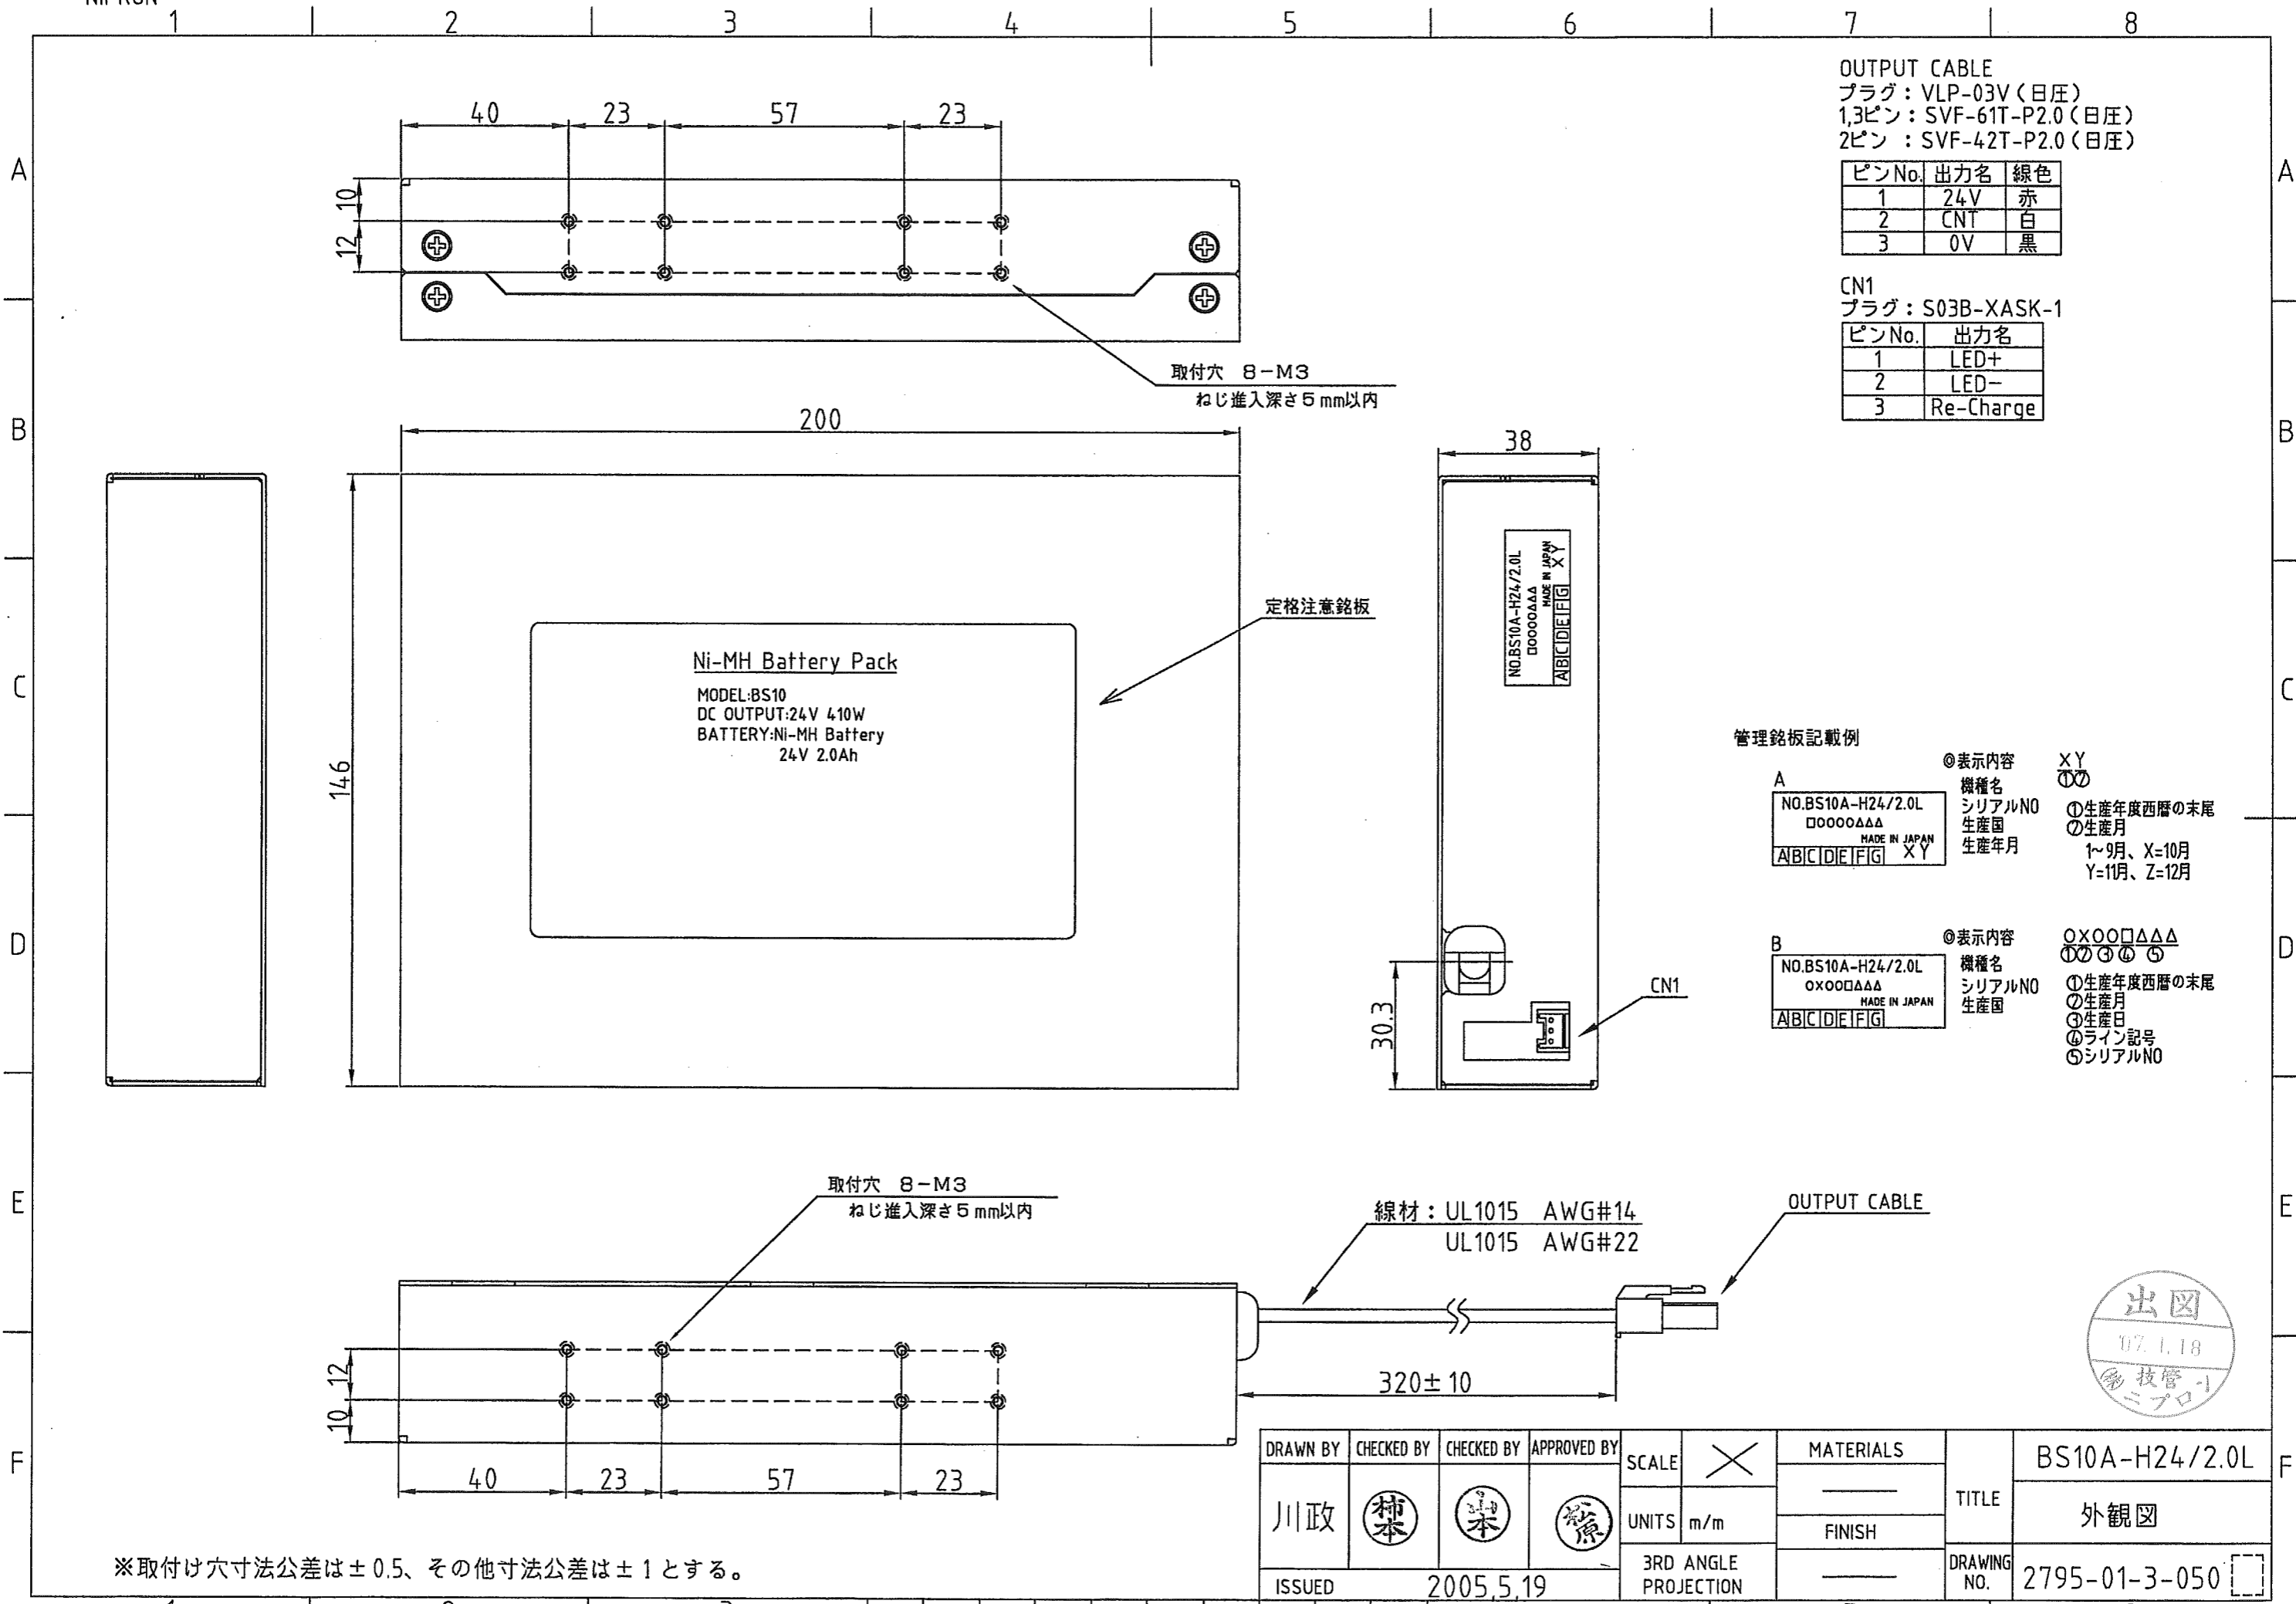 1 2 3 4 5 6 7 8
A
B
C
D
E
F
A
B
C
D
E
F
40 23 57 23
10
12
取付穴 8-M3
ねじ進入深さ5mm以内
200
146
38
30.3
OUTPUT CABLE
プラグ：VLP-03V（日圧）
1,3ピン：SVF-61T-P2.0（日圧）
2ピン：SVF-42T-P2.0（日圧）
ピンNo. 出力名 線色
1 24V 赤
2 CNT 白
3 0V 黒
CN1
プラグ：S03B-XASK-1
ピンNo. 出力名
1 LED+
2 LED-
3 Re-Charge
定格注意銘板
Ni-MH Battery Pack
MODEL:BS10
DC OUTPUT:24V 410W
BATTERY:Ni-MH Battery
24V 2.0Ah
NO.BS10A-H24/2.0L
□0000△△△
MADE IN JAPAN
A B C D E F G XY
CN1
管理銘板記載例
A
NO.BS10A-H24/2.0L
□0000△△△
MADE IN JAPAN
A B C D E F G XY
◎表示内容
機種名
シリアルNO
生産国
生産年月
XY
①②
①生産年度西暦の末尾
②生産月
1~9月、X=10月
Y=11月、Z=12月
B
NO.BS10A-H24/2.0L
0X00□△△△
MADE IN JAPAN
A B C D E F G
◎表示内容
機種名
シリアルNO
生産国
0X00□△△△
①②③④⑤
①生産年度西暦の末尾
②生産月
③生産日
④ライン記号
⑤シリアルNO
取付穴 8-M3
ねじ進入深さ5mm以内
線材：UL1015 AWG#14
UL1015 AWG#22
OUTPUT CABLE
320±10
12
10
40 23 57 23
※取付け穴寸法公差は±0.5、その他寸法公差は±1とする。
出図
'07.1.18
技管-1
ニプロ
DRAWN BY CHECKED BY CHECKED BY APPROVED BY
川政 柿本 山本
ISSUED 2005,5,19
SCALE
UNITS m/m
3RD ANGLE
PROJECTION
MATERIALS
FINISH
TITLE
BS10A-H24/2.0L
外観図
DRAWING
NO.
2795-01-3-050